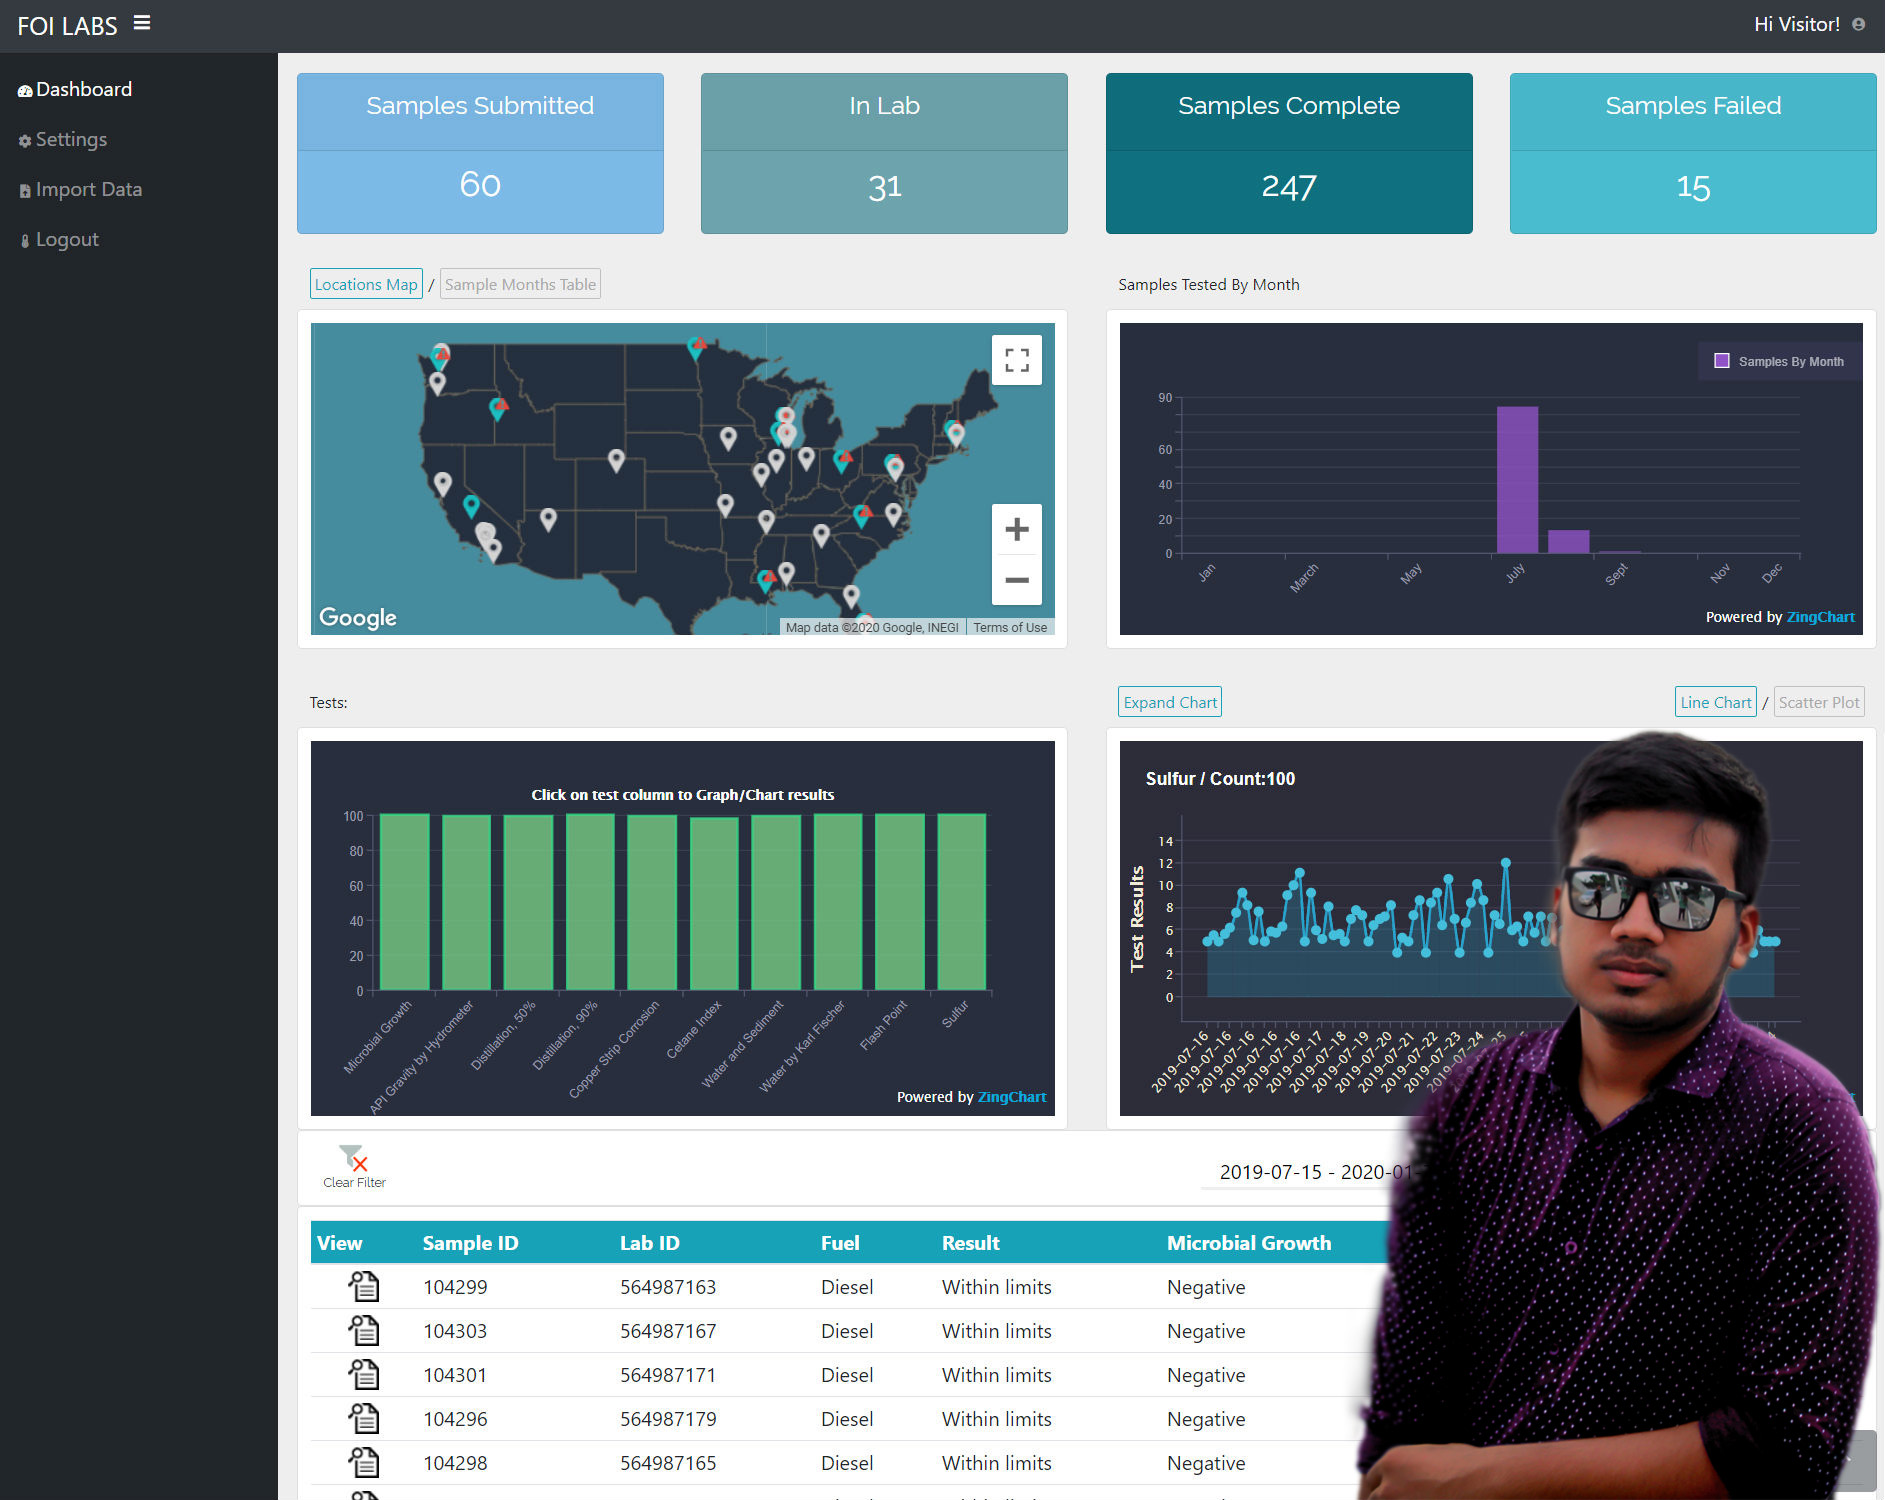 FOI LABS
Hi Visitor!
Dashboard
Settings
Import Data
Logout
Samples Submitted
60
In Lab
31
Samples Complete
247
Samples Failed
15
Locations Map / Sample Months Table
Samples Tested By Month
Google
Map data ©2020 Google, INEGI
Terms of Use
Samples By Month
90
60
40
20
0
Jan
March
May
July
Sept
Nov
Dec
Powered by ZingChart
Tests:
Expand Chart
Line Chart / Scatter Plot
Click on test column to Graph/Chart results
100
80
60
40
20
0
Microbial Growth
API Gravity by Hydrometer
Distillation, 50%
Distillation, 90%
Copper Strip Corrosion
Cetane Index
Water and Sediment
Water by Karl Fischer
Flash Point
Sulfur
Powered by ZingChart
Sulfur / Count:100
Test Results
14
12
10
8
6
4
2
0
2019-07-16
2019-07-16
2019-07-16
2019-07-16
2019-07-16
2019-07-17
2019-07-18
2019-07-19
2019-07-20
2019-07-21
2019-07-22
2019-07-23
2019-07-24
Clear Filter
2019-07-15 - 2020-01-
View Sample ID Lab ID Fuel Result Microbial Growth
104299 564987163 Diesel Within limits Negative
104303 564987167 Diesel Within limits Negative
104301 564987171 Diesel Within limits Negative
104296 564987179 Diesel Within limits Negative
104298 564987165 Diesel Within limits Negative